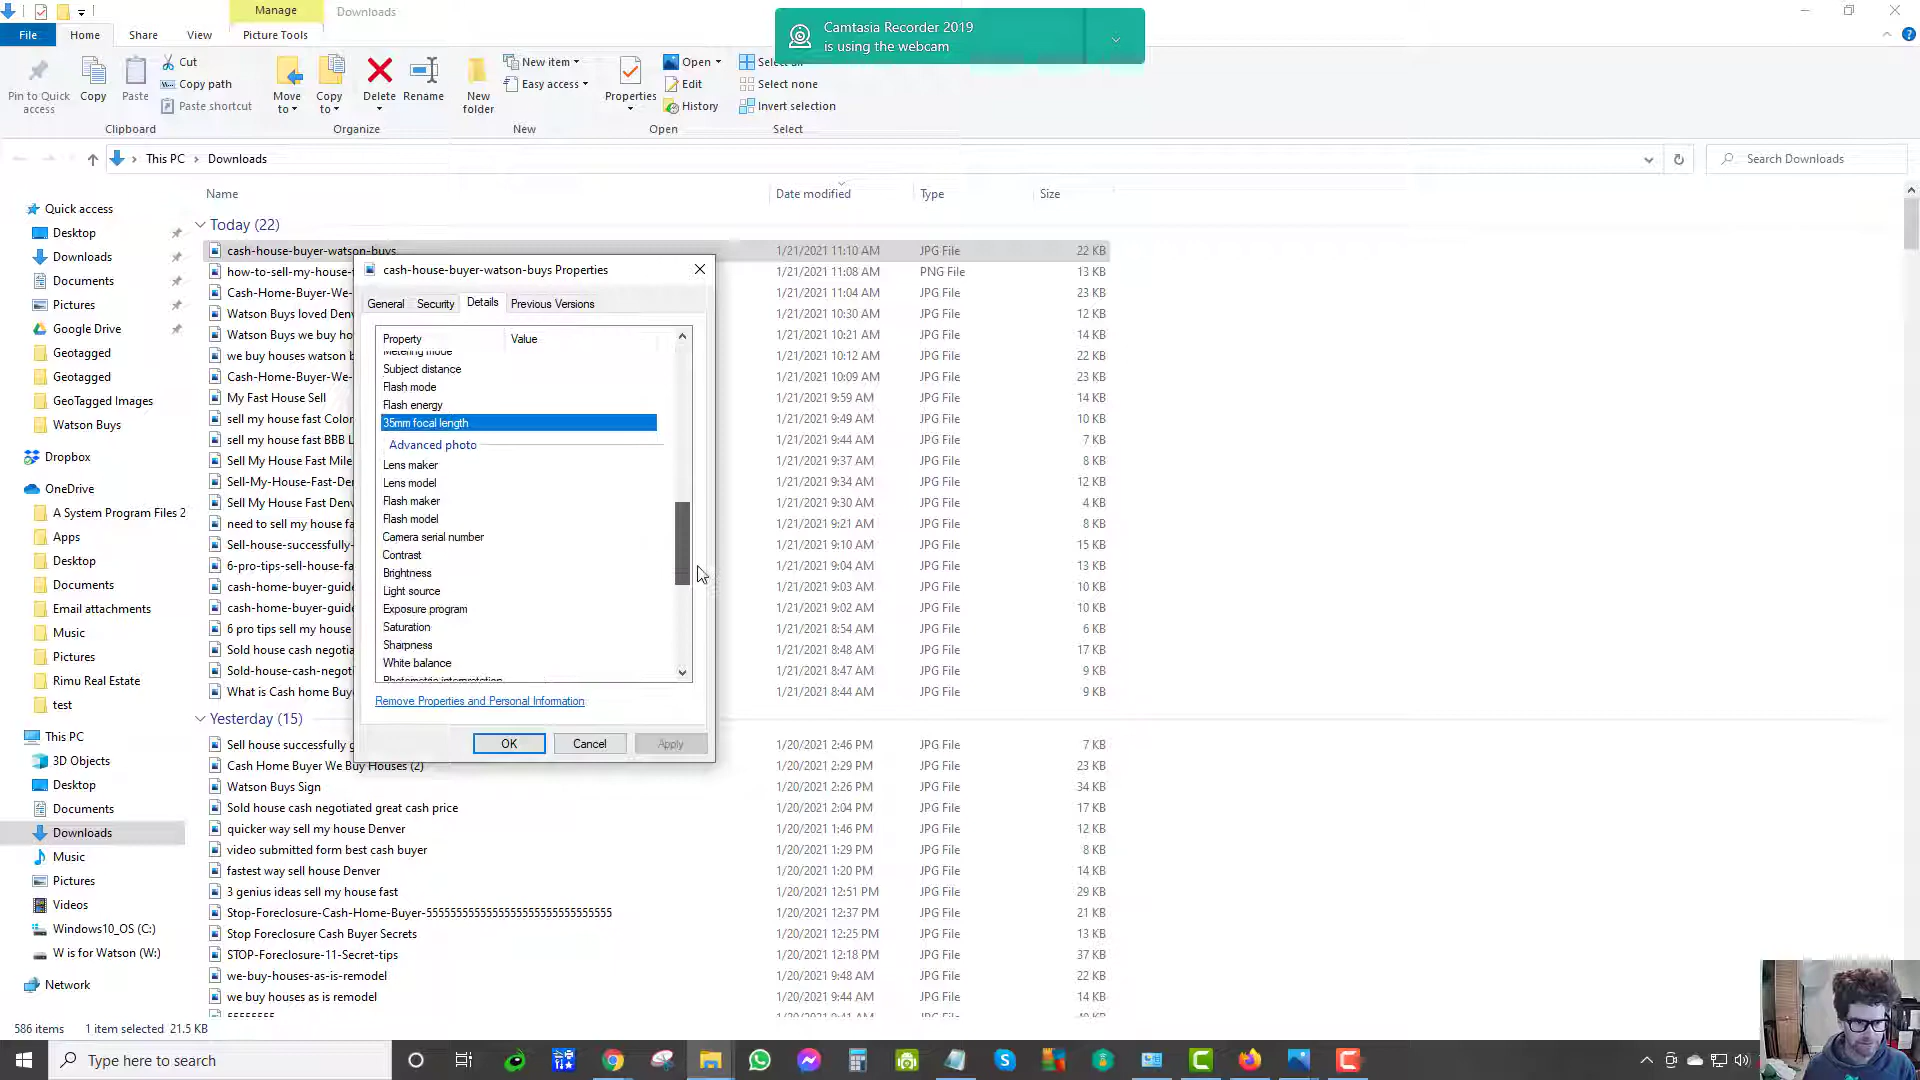 Manage
Downloads
File
Home
Share
View
Picture Tools
Camtasia Recorder 2019
is using the webcam
Pin to Quick
access
Copy
Paste
Cut
Copy path
Paste shortcut
Clipboard
Move
to
Copy
to
Delete
Rename
Organize
New
folder
New item
Easy access
New
Properties
Open
Edit
History
Open
Select all
Select none
Invert selection
Select
This PC
Downloads
Search Downloads
Name
Date modified
Type
Size
Quick access
Desktop
Downloads
Documents
Pictures
Google Drive
Geotagged
Geotagged
GeoTagged Images
Watson Buys
Dropbox
OneDrive
A System Program Files 2
Apps
Desktop
Documents
Email attachments
Music
Pictures
Rimu Real Estate
test
This PC
3D Objects
Desktop
Documents
Downloads
Music
Pictures
Videos
Windows10_OS (C:)
W is for Watson (W:)
Network
Today (22)
cash-house-buyer-watson-buys 1/21/2021 11:10 AM JPG File 22 KB
how-to-sell-my-house- 1/21/2021 11:08 AM PNG File 13 KB
Cash-Home-Buyer-We- 1/21/2021 11:04 AM JPG File 23 KB
Watson Buys loved Den 1/21/2021 10:30 AM JPG File 12 KB
Watson Buys we buy ho 1/21/2021 10:21 AM JPG File 14 KB
we buy houses watson b 1/21/2021 10:12 AM JPG File 22 KB
Cash-Home-Buyer-We- 1/21/2021 10:09 AM JPG File 23 KB
My Fast House Sell 1/21/2021 9:59 AM JPG File 14 KB
sell my house fast Color 1/21/2021 9:49 AM JPG File 10 KB
sell my house fast BBB L 1/21/2021 9:44 AM JPG File 7 KB
Sell My House Fast Mile 1/21/2021 9:37 AM JPG File 8 KB
Sell-My-House-Fast-De 1/21/2021 9:34 AM JPG File 12 KB
Sell My House Fast Den 1/21/2021 9:30 AM JPG File 4 KB
need to sell my house fa 1/21/2021 9:21 AM JPG File 8 KB
Sell-house-successfully- 1/21/2021 9:10 AM JPG File 15 KB
6-pro-tips-sell-house-fa 1/21/2021 9:04 AM JPG File 13 KB
cash-home-buyer-guide 1/21/2021 9:03 AM JPG File 10 KB
cash-home-buyer-guide 1/21/2021 9:02 AM JPG File 10 KB
6 pro tips sell my house 1/21/2021 8:54 AM JPG File 6 KB
Sold house cash negotia 1/21/2021 8:48 AM JPG File 17 KB
Sold-house-cash-negot 1/21/2021 8:47 AM JPG File 9 KB
What is Cash home Buy 1/21/2021 8:44 AM JPG File 9 KB
Yesterday (15)
Sell house successfully g 1/20/2021 2:46 PM JPG File 7 KB
Cash Home Buyer We Buy Houses (2) 1/20/2021 2:29 PM JPG File 23 KB
Watson Buys Sign 1/20/2021 2:26 PM JPG File 34 KB
Sold house cash negotiated great cash price 1/20/2021 2:04 PM JPG File 17 KB
quicker way sell my house Denver 1/20/2021 1:46 PM JPG File 12 KB
video submitted form best cash buyer 1/20/2021 1:29 PM JPG File 8 KB
fastest way sell house Denver 1/20/2021 1:20 PM JPG File 14 KB
3 genius ideas sell my house fast 1/20/2021 12:51 PM JPG File 29 KB
1/20/2021 12:37 PM JPG File 21 KB
Stop Foreclosure Cash Buyer Secrets 1/20/2021 12:25 PM JPG File 13 KB
STOP-Foreclosure-11-Secret-tips 1/20/2021 12:18 PM JPG File 37 KB
we-buy-houses-as-is-remodel 1/20/2021 9:48 AM JPG File 22 KB
we buy houses as is remodel 1/20/2021 9:44 AM JPG File 14 KB
cash-house-buyer-watson-buys Properties
General
Security
Details
Previous Versions
Property
Value
Metering mode
Subject distance
Flash mode
Flash energy
35mm focal length
Advanced photo
Lens maker
Lens model
Flash maker
Flash model
Camera serial number
Contrast
Brightness
Light source
Exposure program
Saturation
Sharpness
White balance
Photometric interpretation
Remove Properties and Personal Information
OK
Cancel
Apply
586 items
1 item selected 21.5 KB
Type here to search